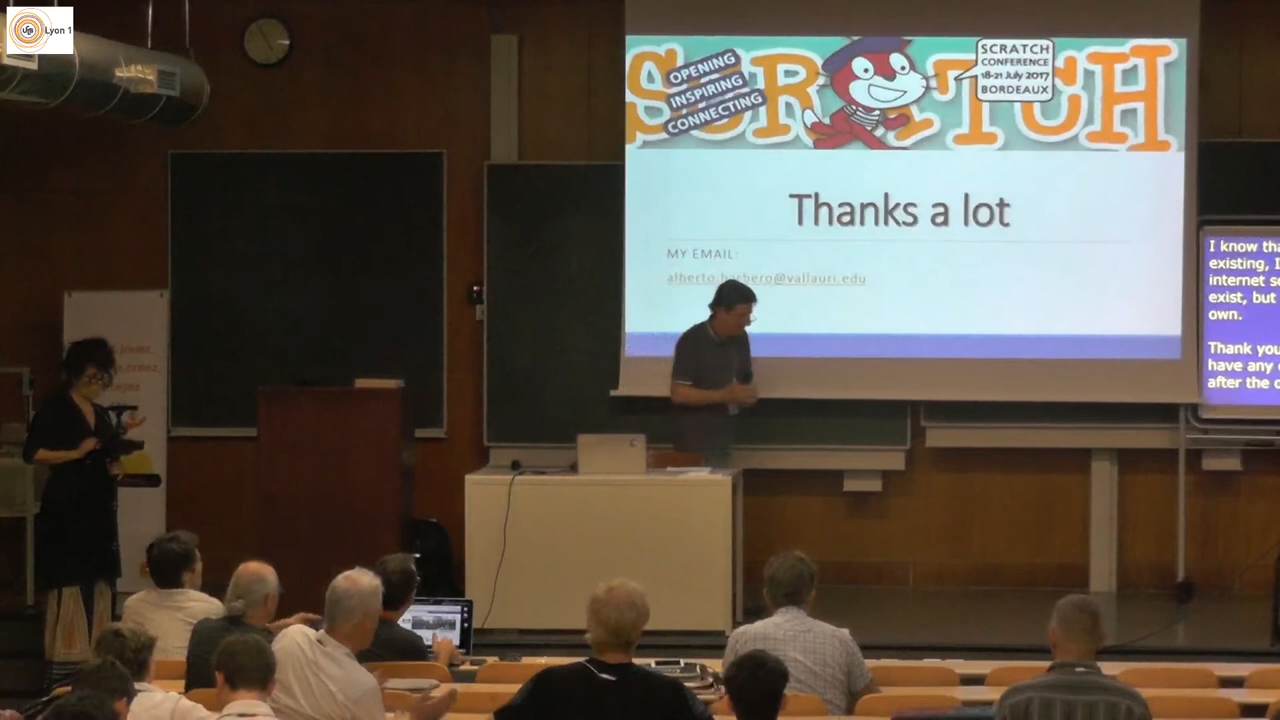 Lyon 1
OPENING
INSPIRING
CONNECTING
SCRATCH
SCRATCH
CONFERENCE
18-21 July 2017
BORDEAUX
Thanks a lot
MY EMAIL:
alberto.barbero@vallauri.edu
I know tha
existing, I
internet so
exist, but
own.
Thank you
have any
after the d